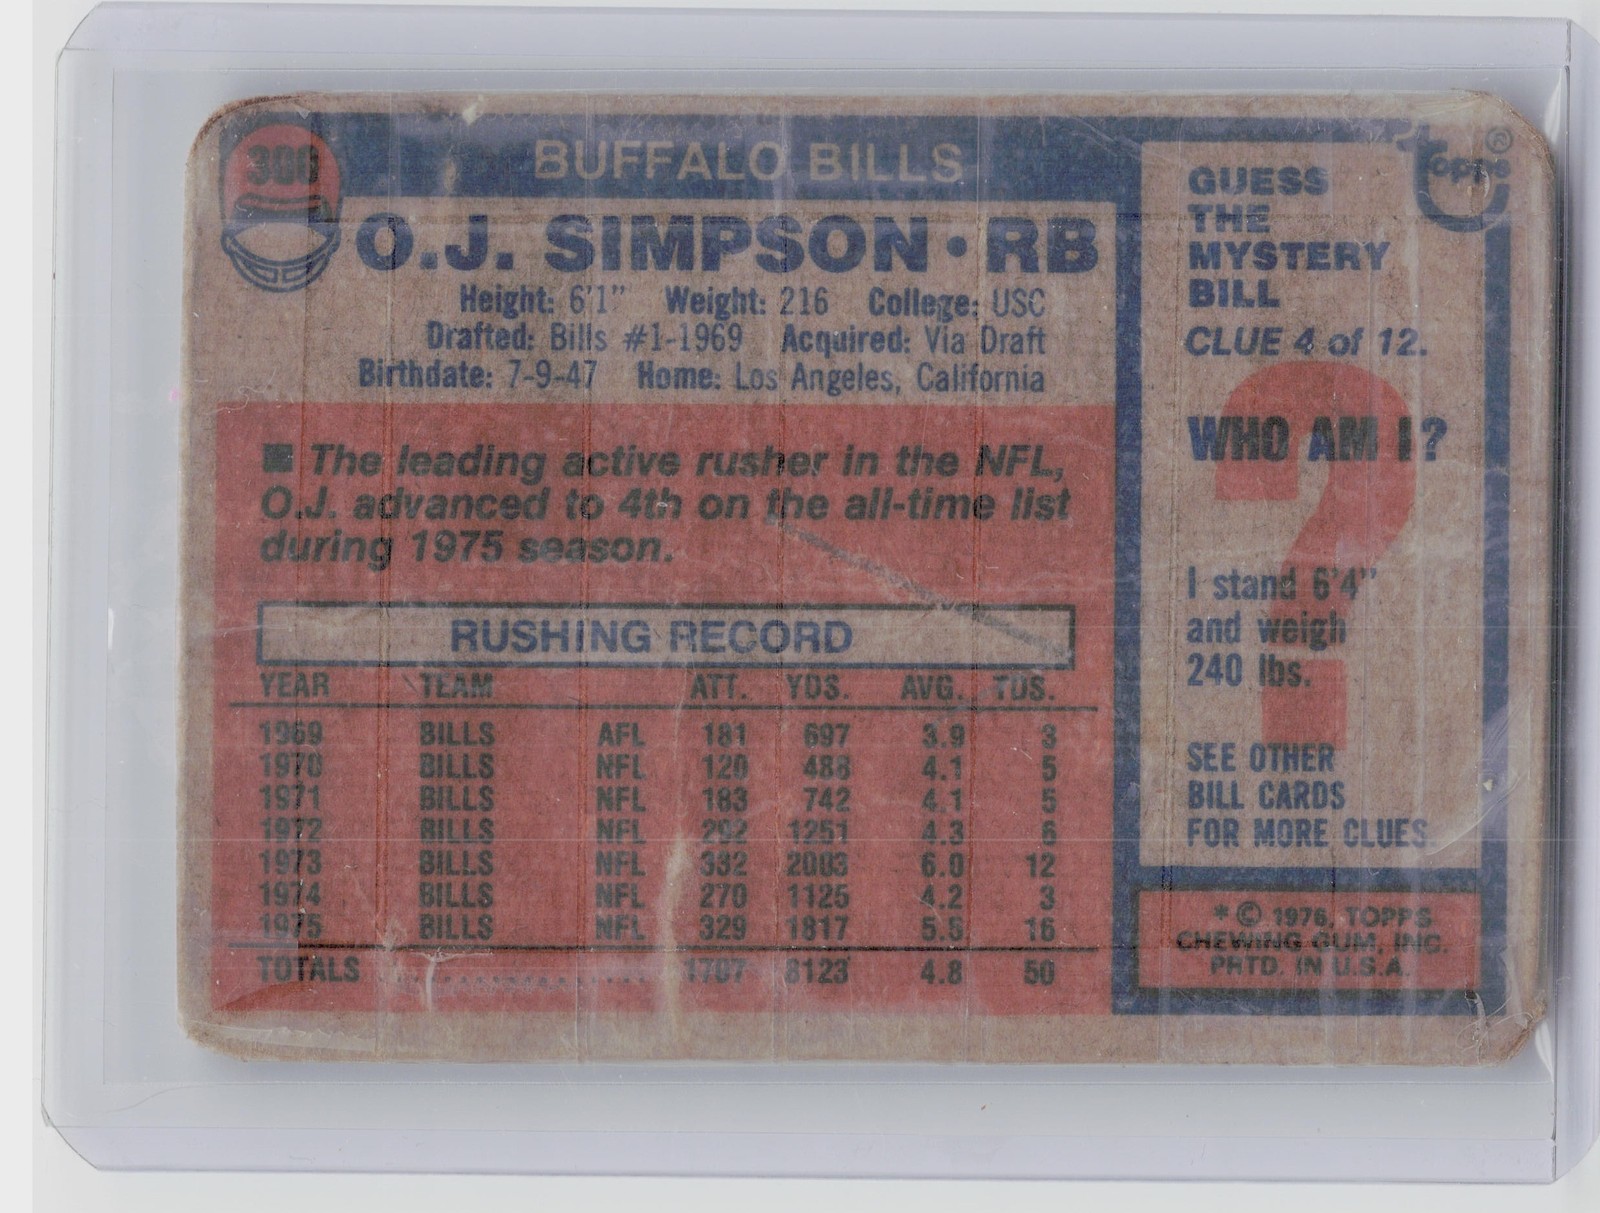 300
BUFFALO BILLS
O.J. SIMPSON • RB
Height: 6'1" Weight: 216 College: USC
Drafted: Bills #1-1969 Acquired: Via Draft
Birthdate: 7-9-47 Home: Los Angeles, California
■ The leading active rusher in the NFL,
O.J. advanced to 4th on the all-time list
during 1975 season.
RUSHING RECORD
YEAR TEAM ATT. YDS. AVG. TDS.
1969 BILLS AFL 181 697 3.9 3
1970 BILLS NFL 120 488 4.1 5
1971 BILLS NFL 183 742 4.1 5
1972 BILLS NFL 292 1251 4.3 6
1973 BILLS NFL 332 2003 6.0 12
1974 BILLS NFL 270 1125 4.2 3
1975 BILLS NFL 329 1817 5.5 16
TOTALS .................... 1707 8123 4.8 50
Topps ®
GUESS
THE
MYSTERY
BILL
CLUE 4 of 12.
WHO AM I?
?
I stand 6'4"
and weigh
240 lbs.
SEE OTHER
BILL CARDS
FOR MORE CLUES.
* © 1976, TOPPS
CHEWING GUM, INC.
PRTD. IN U.S.A.